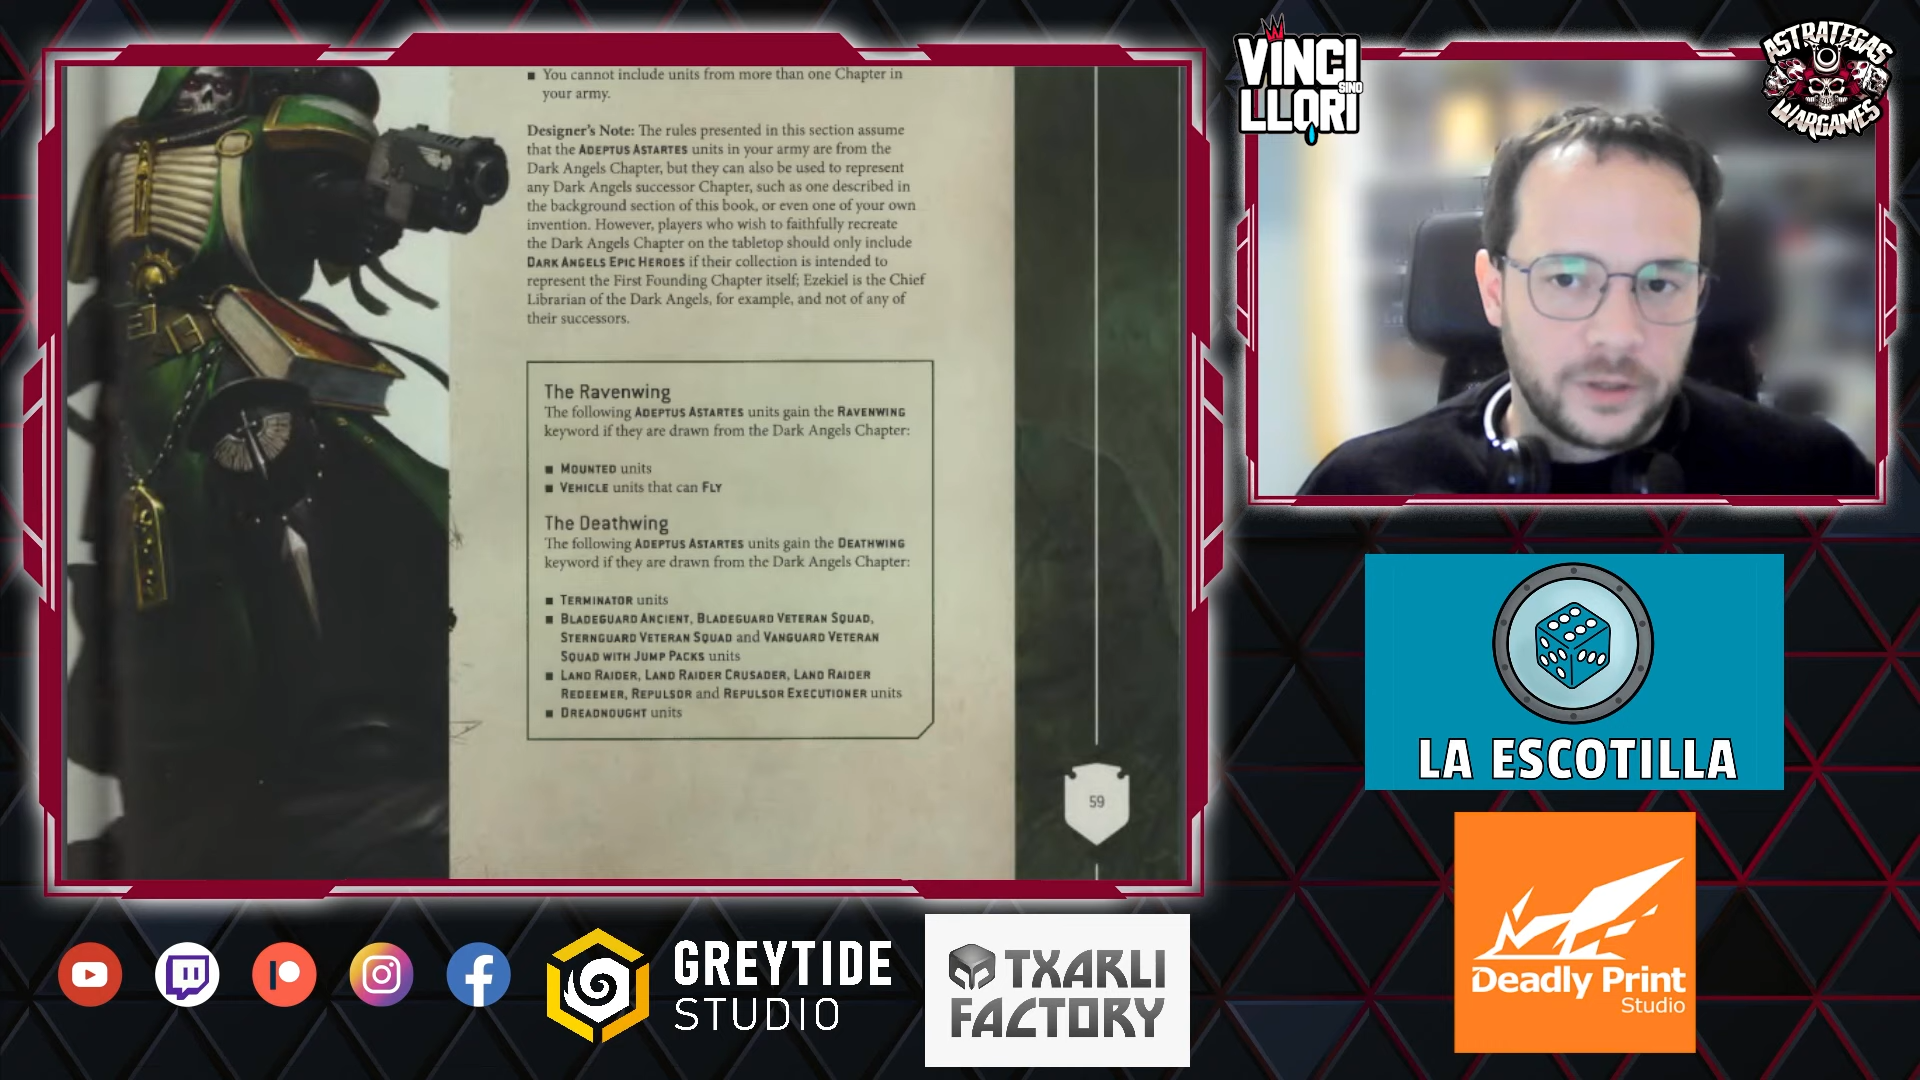 ■ You cannot include units from more than one Chapter in
your army.
Designer's Note: The rules presented in this section assume
that the ADEPTUS ASTARTES units in your army are from the
Dark Angels Chapter, but they can also be used to represent
any Dark Angels successor Chapter, such as one described in
the background section of this book, or even one of your own
invention. However, players who wish to faithfully recreate
the Dark Angels Chapter on the tabletop should only include
DARK ANGELS EPIC HEROES if their collection is intended to
represent the First Founding Chapter itself; Ezekiel is the Chief
Librarian of the Dark Angels, for example, and not of any of
their successors.
The Ravenwing
The following ADEPTUS ASTARTES units gain the RAVENWING
keyword if they are drawn from the Dark Angels Chapter:
■ MOUNTED units
■ VEHICLE units that can FLY
The Deathwing
The following ADEPTUS ASTARTES units gain the DEATHWING
keyword if they are drawn from the Dark Angels Chapter:
■ TERMINATOR units
■ BLADEGUARD ANCIENT, BLADEGUARD VETERAN SQUAD,
STERNGUARD VETERAN SQUAD and VANGUARD VETERAN
SQUAD WITH JUMP PACKS units
■ LAND RAIDER, LAND RAIDER CRUSADER, LAND RAIDER
REDEEMER, REPULSOR and REPULSOR EXECUTIONER units
■ DREADNOUGHT units
59
VINCI
SINO
LLORI
ASTRATEGAS
WARGAMES
LA ESCOTILLA
Deadly Print
Studio
GREYTIDE
STUDIO
TXARLI
FACTORY